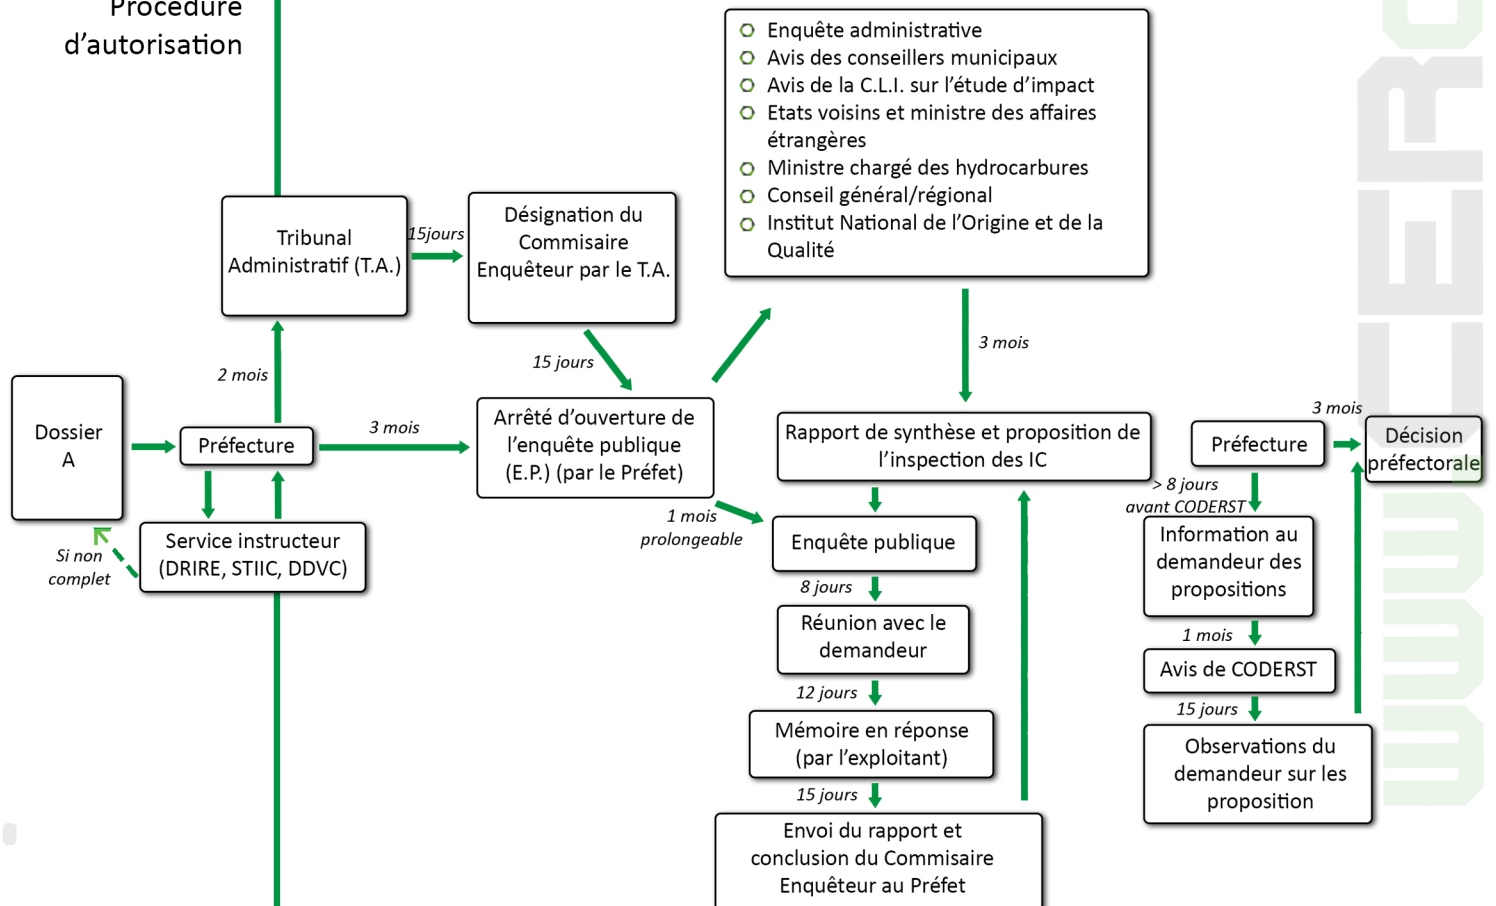 Procédure
d’autorisation
Enquête administrative
Avis des conseillers municipaux
Avis de la C.L.I. sur l’étude d’impact
Etats voisins et ministre des affaires
étrangères
Ministre chargé des hydrocarbures
Conseil général/régional
Institut National de l’Origine et de la
Qualité
Tribunal
Administratif (T.A.)
15jours
Désignation du
Commisaire
Enquêteur par le T.A.
15 jours
3 mois
2 mois
Dossier
A
Préfecture
3 mois
Arrêté d’ouverture de
l’enquête publique
(E.P.) (par le Préfet)
1 mois
prolongeable
Si non
complet
Service instructeur
(DRIRE, STIIC, DDVC)
Rapport de synthèse et proposition de
l’inspection des IC
Enquête publique
8 jours
Réunion avec le
demandeur
12 jours
Mémoire en réponse
(par l’exploitant)
15 jours
Envoi du rapport et
conclusion du Commisaire
Enquêteur au Préfet
Préfecture
3 mois
Décision
préfectorale
> 8 jours
avant CODERST
Information au
demandeur des
propositions
1 mois
Avis de CODERST
15 jours
Observations du
demandeur sur les
proposition
WWW CER